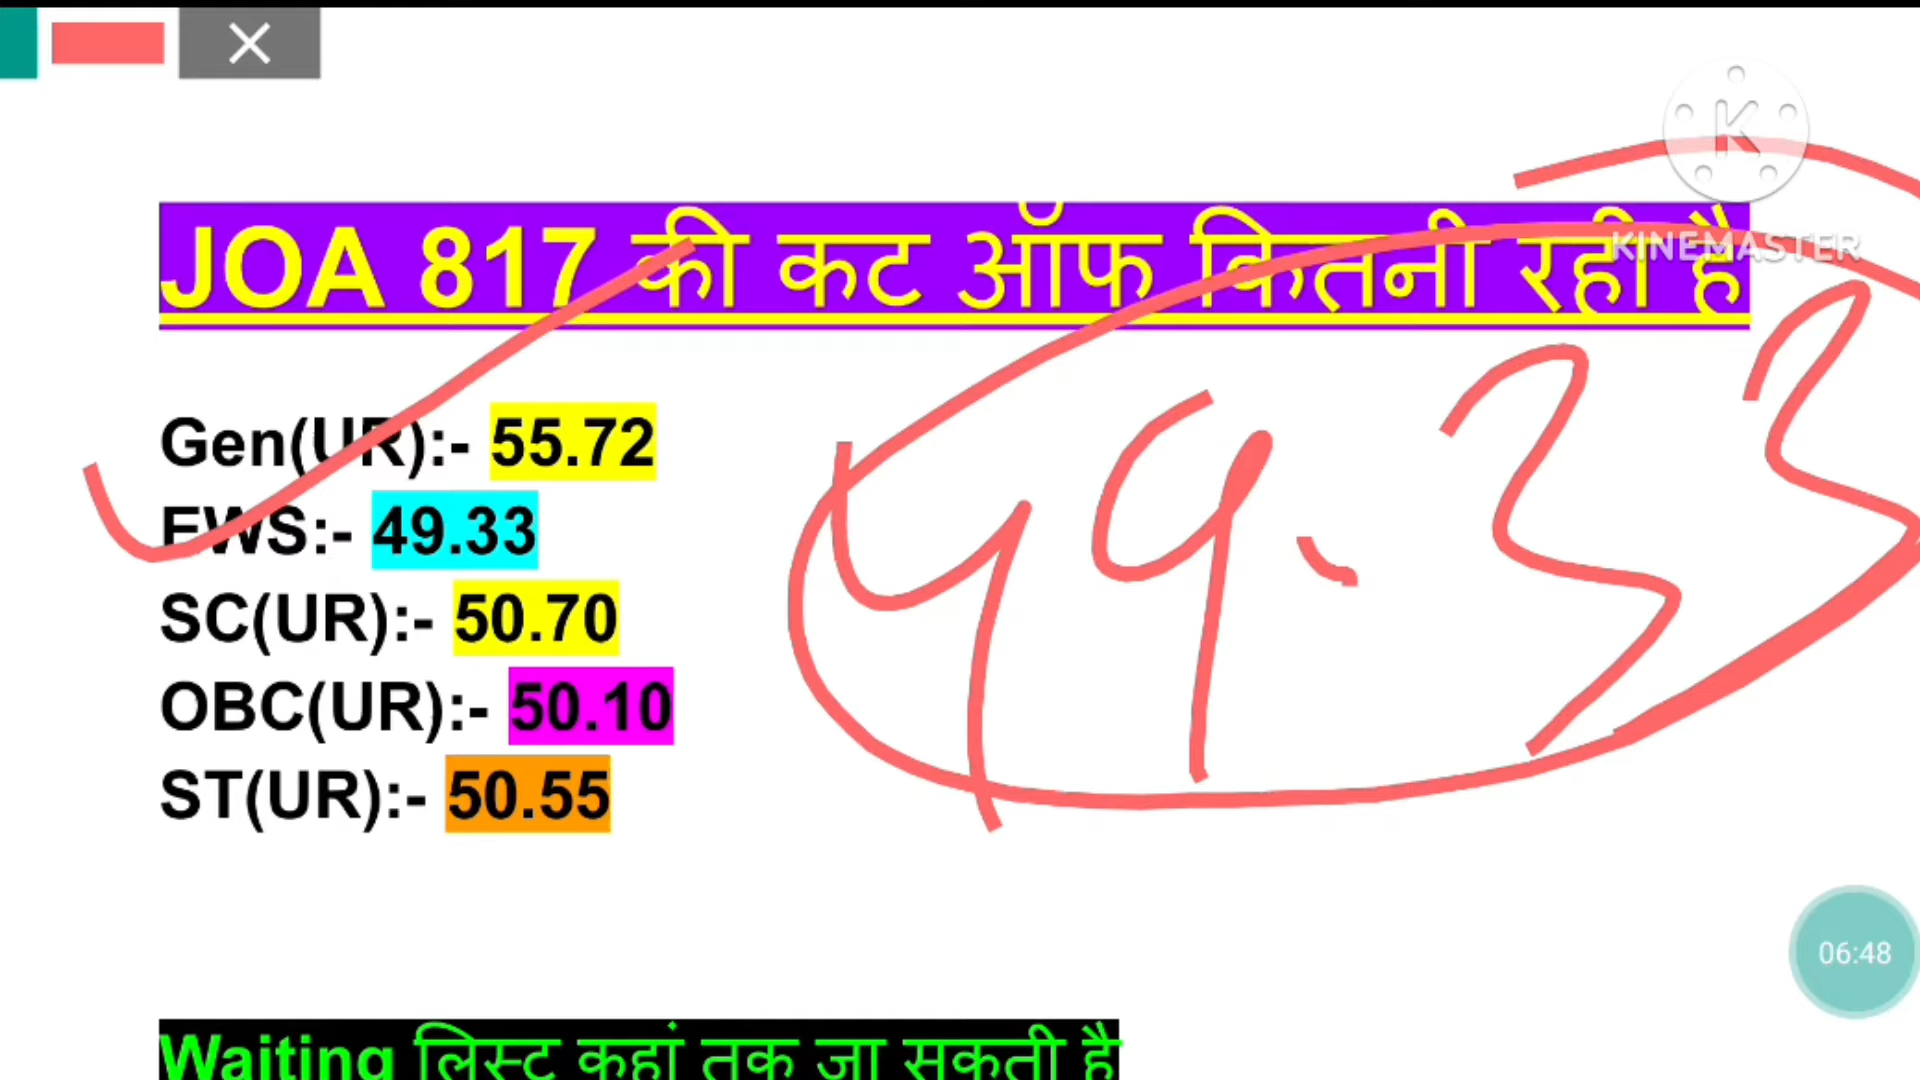 JOA 817 की कट ऑफ कितनी रही है
KINEMASTER
Gen(UR):- 55.72
EWS:- 49.33
49.33
SC(UR):- 50.70
OBC(UR):- 50.10
ST(UR):- 50.55
06:48
Waiting लिस्ट कहां तक जा सकती है